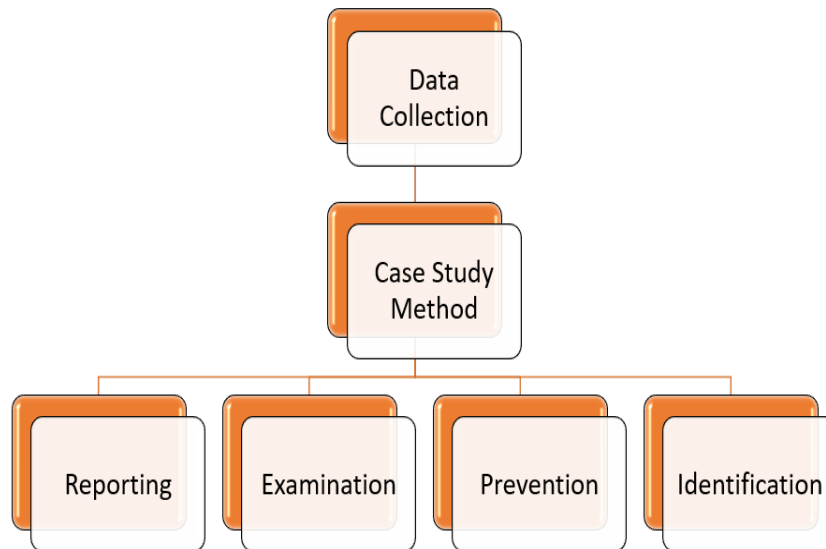 Data
Collection
Case Study
Method
Reporting
Examination
Prevention
Identification